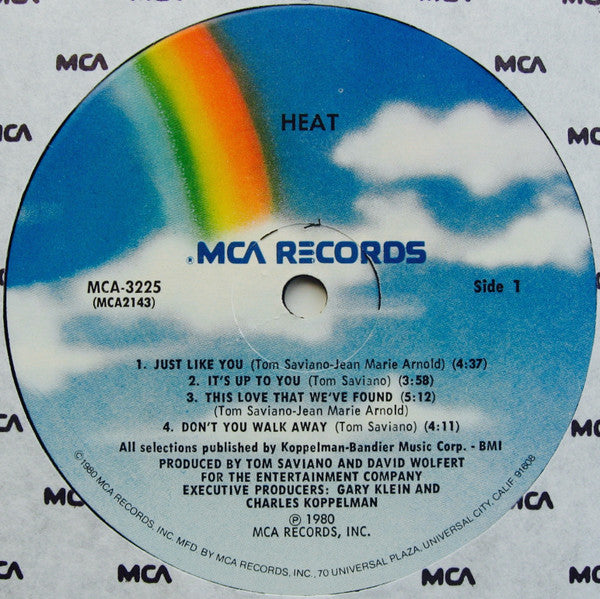 MCA
MCA
HEAT
MCA
MCA
® MCA RECORDS
MCA-3225
(MCA2143)
Side 1
1. JUST LIKE YOU (Tom Saviano-Jean Marie Arnold) (4:37)
2. IT'S UP TO YOU (Tom Saviano) (3:58)
3. THIS LOVE THAT WE'VE FOUND (5:12)
(Tom Saviano-Jean Marie Arnold)
4. DON'T YOU WALK AWAY (Tom Saviano) (4:11)
All selections published by Koppelman-Bandier Music Corp. - BMI
PRODUCED BY TOM SAVIANO AND DAVID WOLFERT
FOR THE ENTERTAINMENT COMPANY
EXECUTIVE PRODUCERS: GARY KLEIN AND
CHARLES KOPPELMAN
℗ 1980
MCA RECORDS, INC.
©1980 MCA RECORDS, INC. MFD. BY MCA RECORDS, INC., 70 UNIVERSAL PLAZA, UNIVERSAL CITY, CALIF. 91608
MCA
MCA
MCA
MCA
MCA